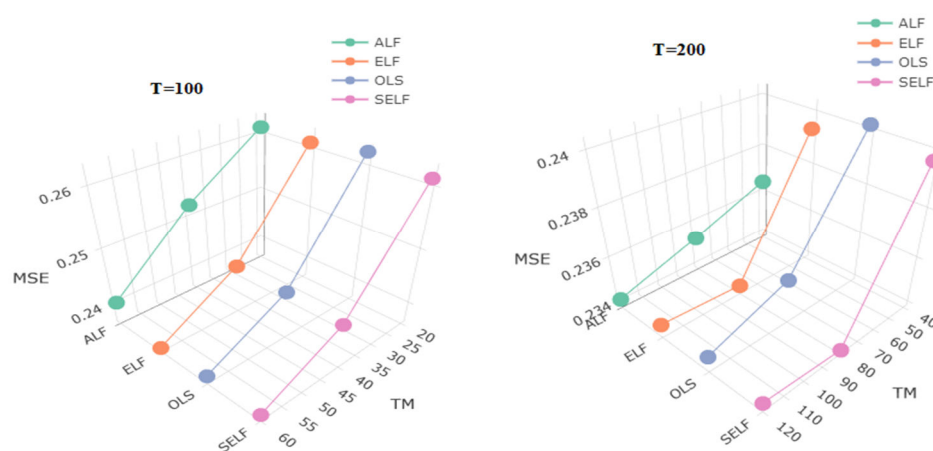 T=100
ALF
ELF
OLS
SELF
0.26
0.25
0.24
MSE
ALF
ELF
OLS
SELF
20
25
30
35
40
45
50
55
60
TM
T=200
ALF
ELF
OLS
SELF
0.24
0.238
0.236
0.234
MSE
ALF
ELF
OLS
SELF
40
50
60
70
80
90
100
110
120
TM